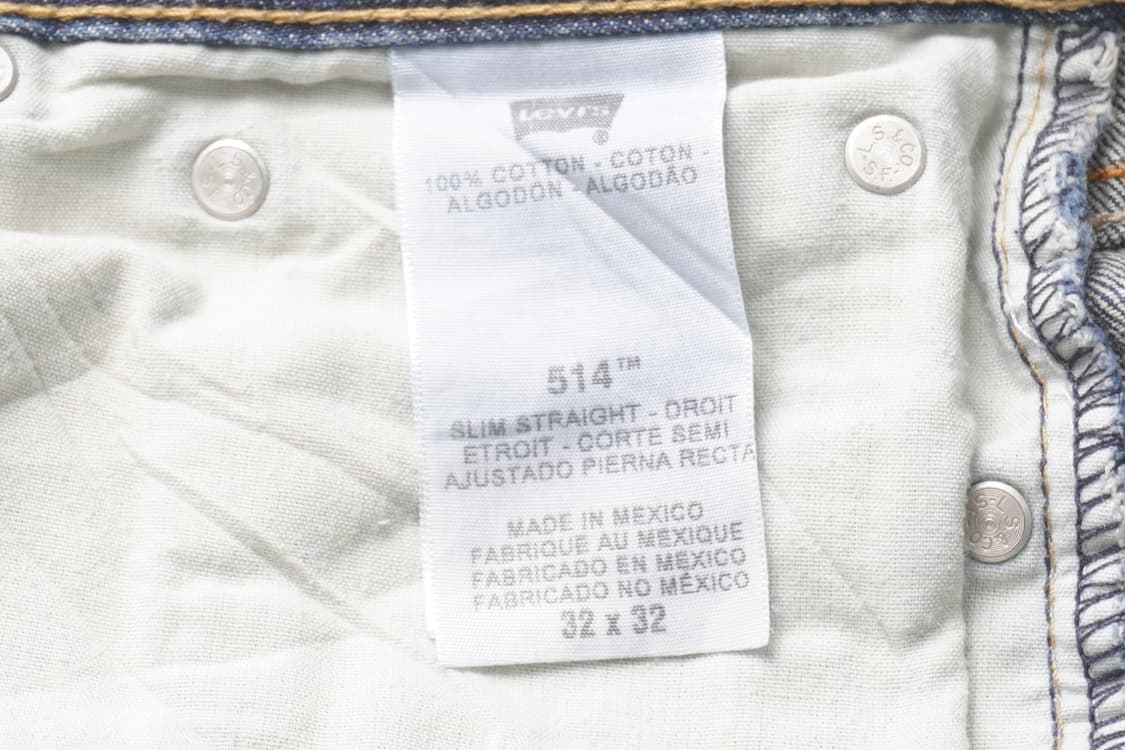 Levi's
100% COTTON - COTON -
ALGODON - ALGODÃO
514™
SLIM STRAIGHT - DROIT
ETROIT - CORTE SEMI
AJUSTADO PIERNA RECTA
MADE IN MEXICO
FABRIQUE AU MEXIQUE
FABRICADO EN MEXICO
FABRICADO NO MÉXICO
32 x 32
L.S.&CO
S.F-